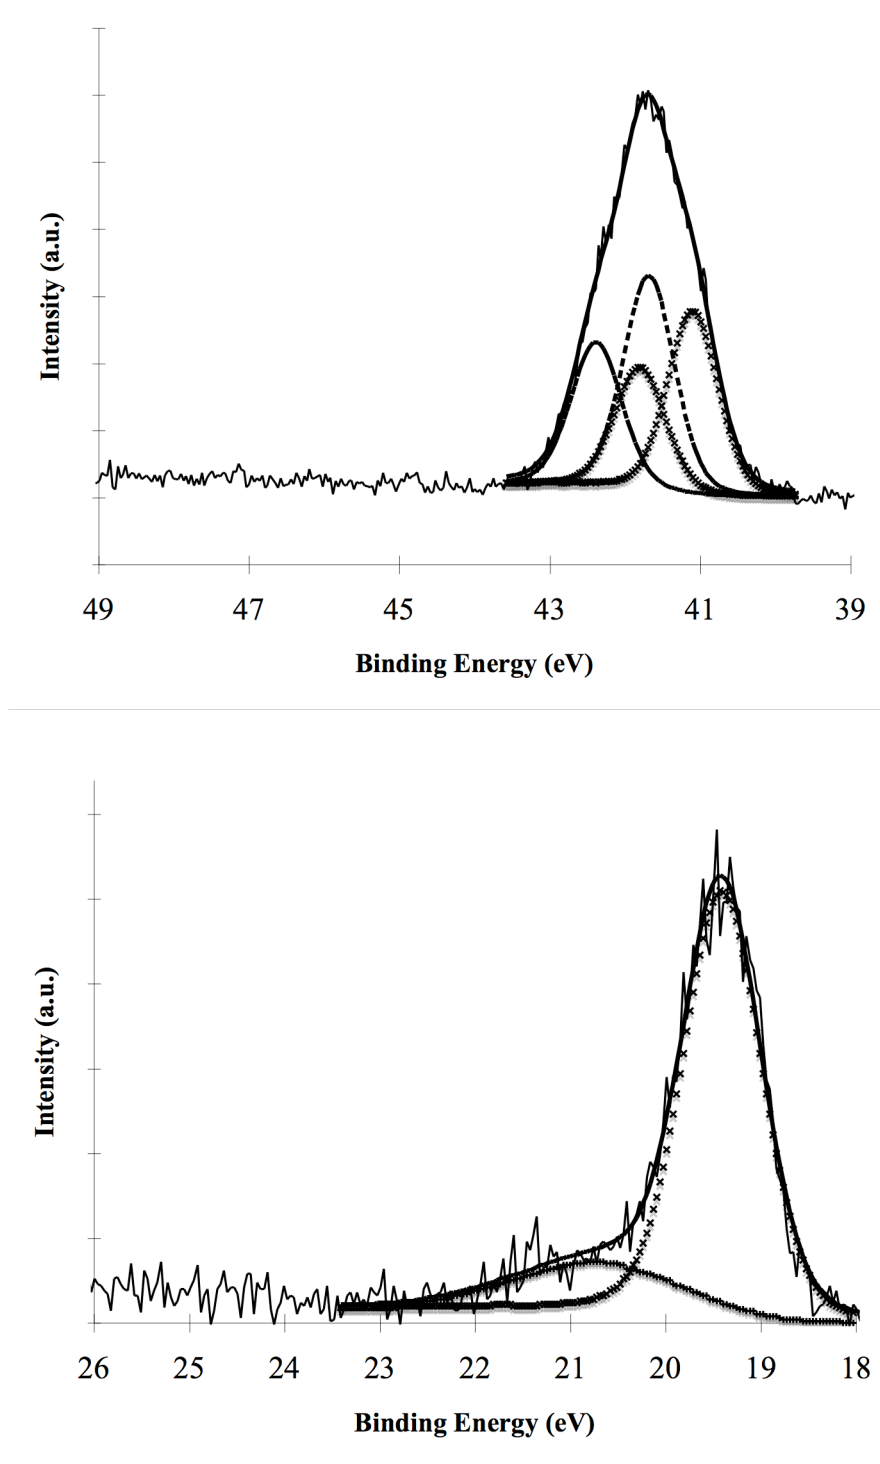 Intensity (a.u.)
49 47 45 43 41 39
Binding Energy (eV)
Intensity (a.u.)
26 25 24 23 22 21 20 19 18
Binding Energy (eV)